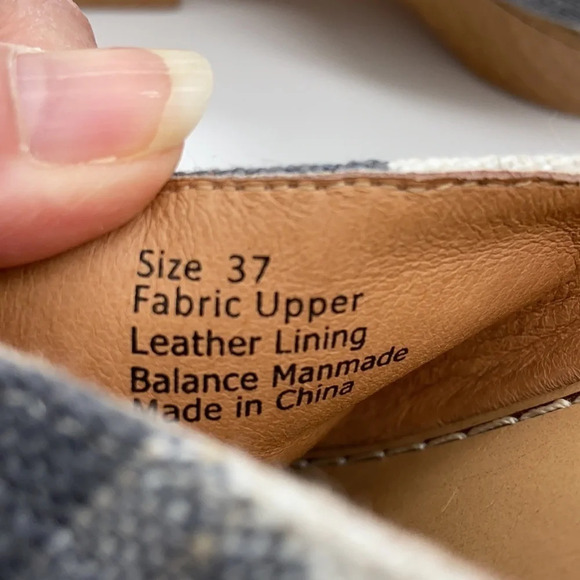 Size 37
Fabric Upper
Leather Lining
Balance Manmade
Made in China